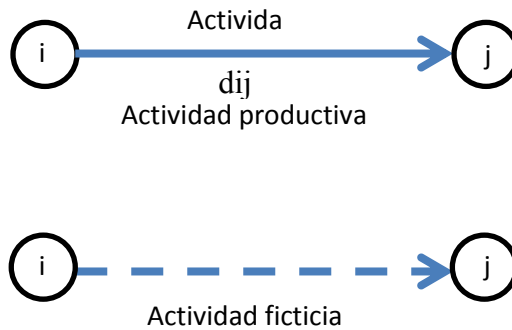 Activida
i j
dij
Actividad productiva
i j
Actividad ficticia